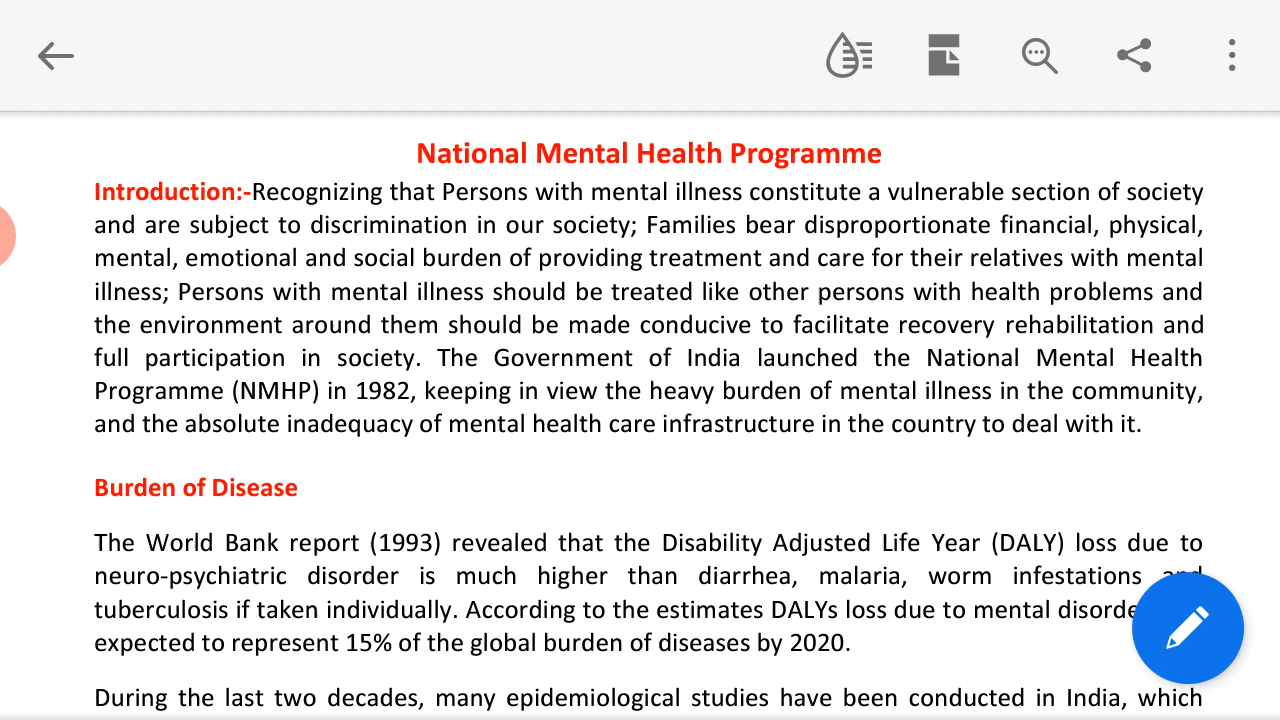 National Mental Health Programme
Introduction:-Recognizing that Persons with mental illness constitute a vulnerable section of society
and are subject to discrimination in our society; Families bear disproportionate financial, physical,
mental, emotional and social burden of providing treatment and care for their relatives with mental
illness; Persons with mental illness should be treated like other persons with health problems and
the environment around them should be made conducive to facilitate recovery rehabilitation and
full participation in society. The Government of India launched the National Mental Health
Programme (NMHP) in 1982, keeping in view the heavy burden of mental illness in the community,
and the absolute inadequacy of mental health care infrastructure in the country to deal with it.
Burden of Disease
The World Bank report (1993) revealed that the Disability Adjusted Life Year (DALY) loss due to
neuro-psychiatric disorder is much higher than diarrhea, malaria, worm infestations and
tuberculosis if taken individually. According to the estimates DALYs loss due to mental
expected to represent 15% of the global burden of diseases by 2020.
During the last two decades, many epidemiological studies have been conducted in India, which